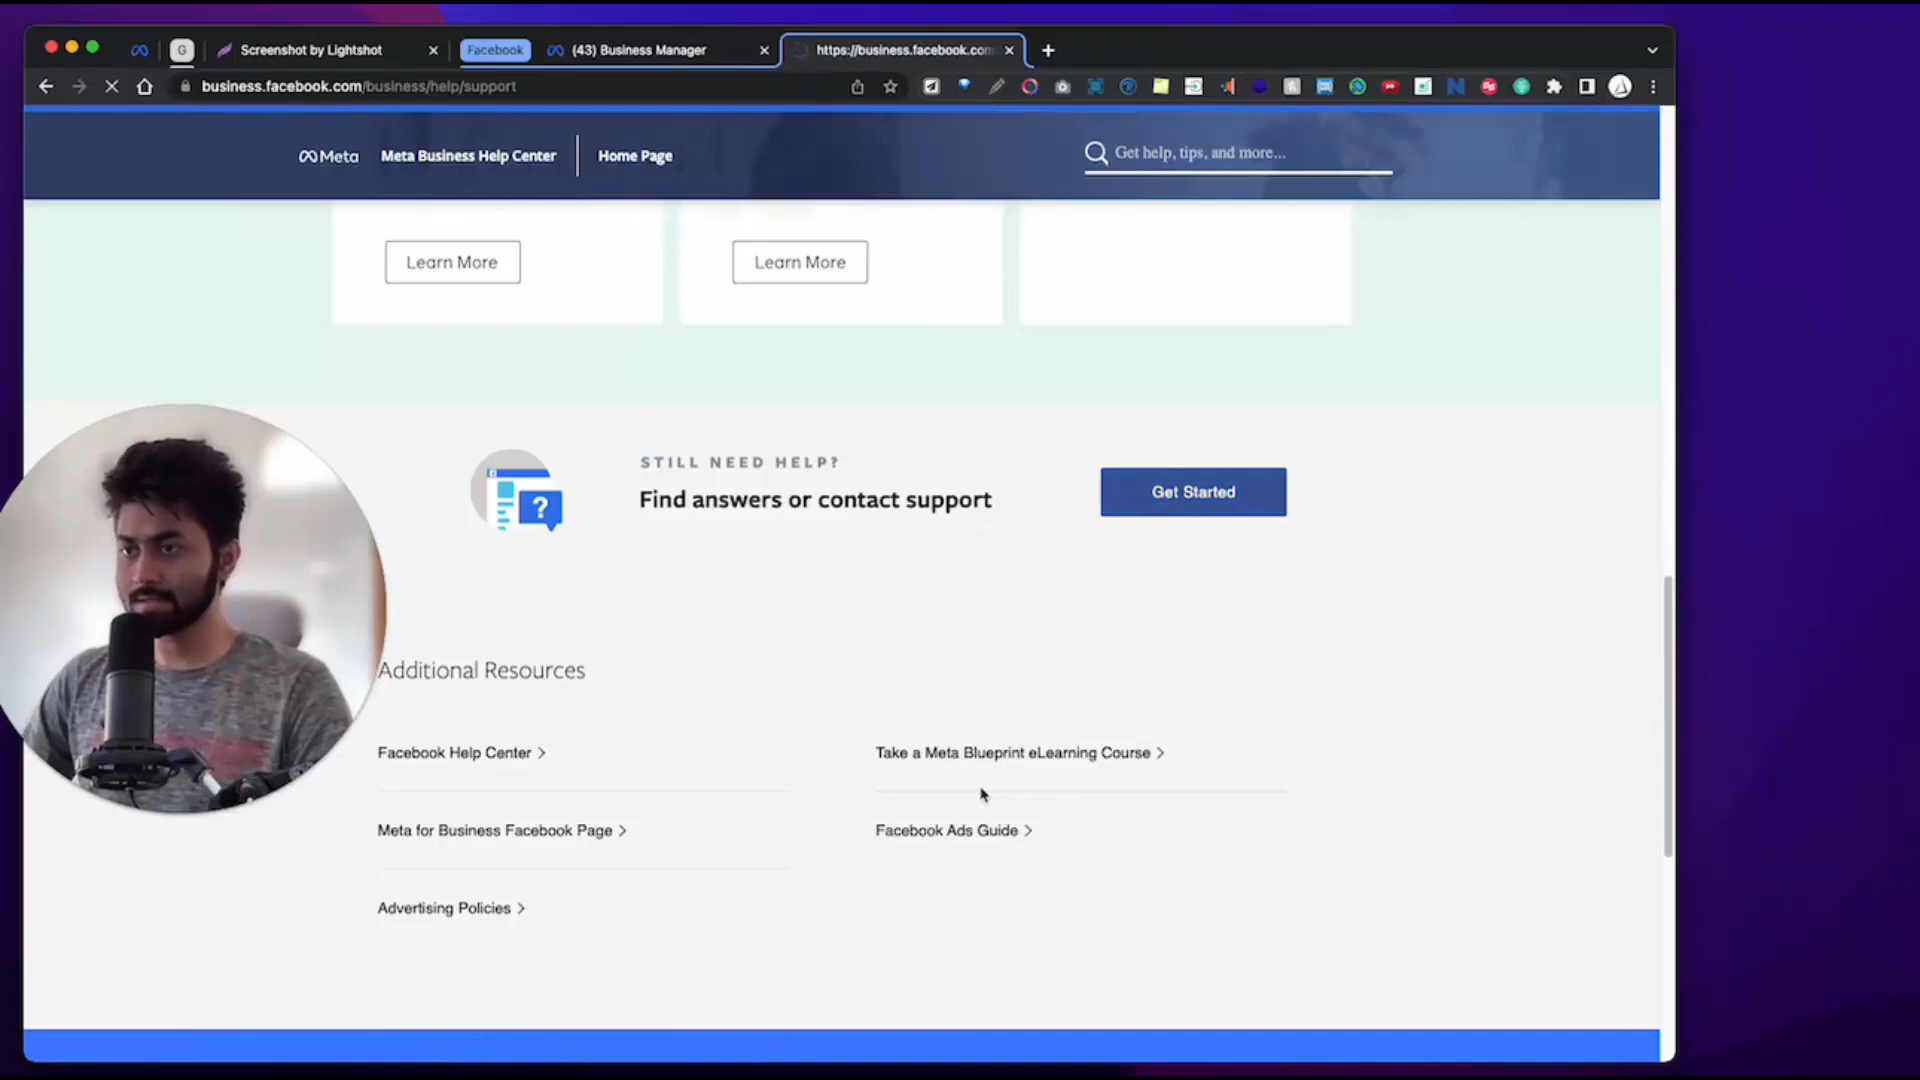 G
Screenshot by Lightshot
Facebook
(43) Business Manager
https://business.facebook.com
business.facebook.com/business/help/support
Meta
Meta Business Help Center
Home Page
Get help, tips, and more...
Learn More
Learn More
STILL NEED HELP?
Find answers or contact support
Get Started
?
Additional Resources
Facebook Help Center
Take a Meta Blueprint eLearning Course
Meta for Business Facebook Page
Facebook Ads Guide
Advertising Policies